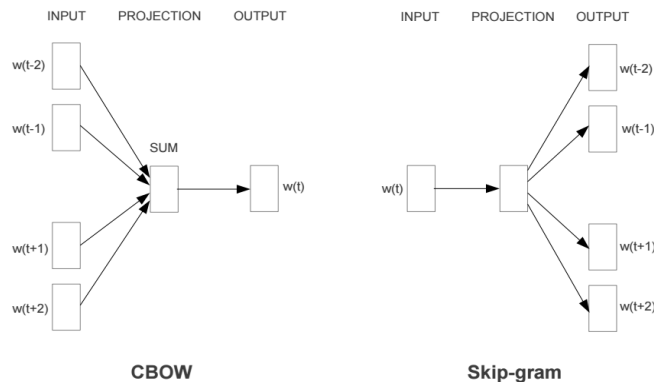 INPUT PROJECTION OUTPUT
w(t-2)
w(t-1)
SUM
w(t)
w(t+1)
w(t+2)
CBOW
INPUT PROJECTION OUTPUT
w(t-2)
w(t-1)
w(t)
w(t+1)
w(t+2)
Skip-gram